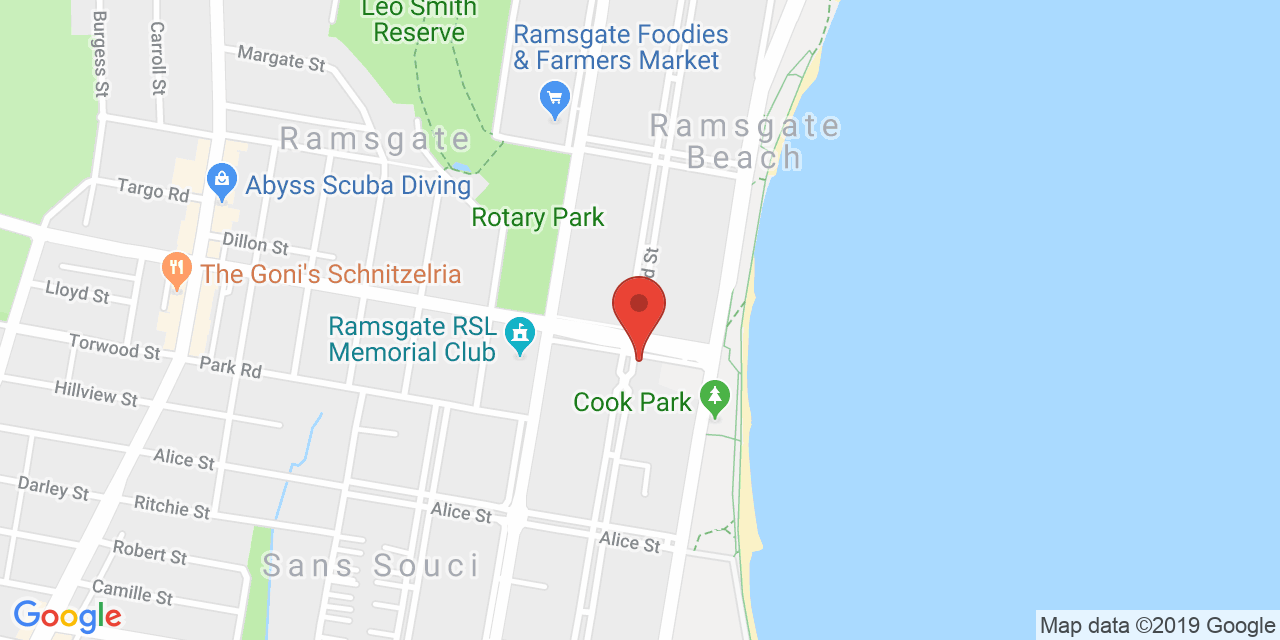 Leo Smith
Reserve
Ramsgate Foodies
& Farmers Market
Burgess St
Carroll St
Margate St
Ramsgate
Ramsgate
Beach
Targo Rd
Abyss Scuba Diving
Rotary Park
Dillon St
d St
The Goni's Schnitzelria
Lloyd St
Ramsgate RSL
Memorial Club
Torwood St
Park Rd
Hillview St
Cook Park
Alice St
Darley St
Ritchie St
Alice St
Alice St
Robert St
Sans Souci
Camille St
Google
Map data ©2019 Google